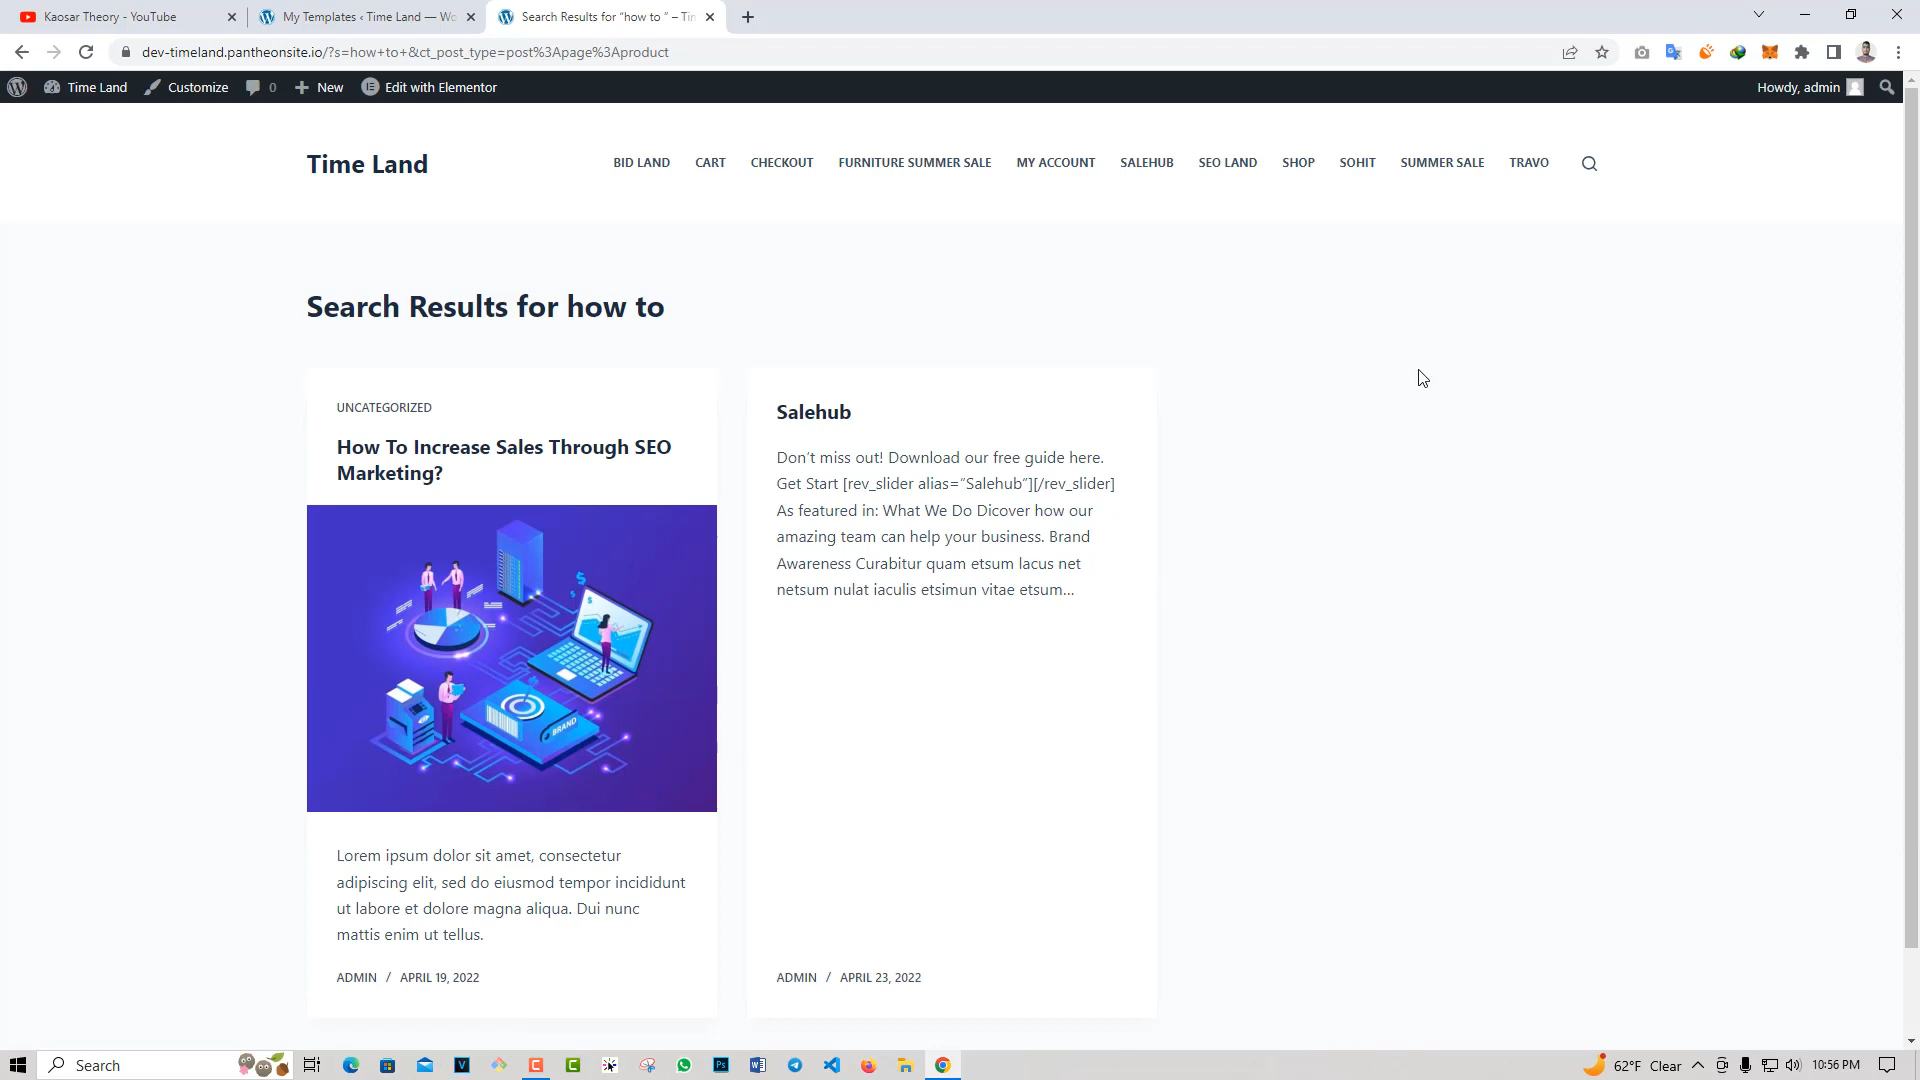 Kaosar Theory - YouTube
My Templates ‹ Time Land — Wo
Search Results for “how to ” – Tin
dev-timeland.pantheonsite.io/?s=how+to+&ct_post_type=post%3Apage%3Aproduct
Time Land
Customize
0
New
Edit with Elementor
Howdy, admin
Time Land
BID LAND
CART
CHECKOUT
FURNITURE SUMMER SALE
MY ACCOUNT
SALEHUB
SEO LAND
SHOP
SOHIT
SUMMER SALE
TRAVO
Search Results for how to
UNCATEGORIZED
How To Increase Sales Through SEO
Marketing?
BRAND
Lorem ipsum dolor sit amet, consectetur
adipiscing elit, sed do eiusmod tempor incididunt
ut labore et dolore magna aliqua. Dui nunc
mattis enim ut tellus.
ADMIN / APRIL 19, 2022
Salehub
Don’t miss out! Download our free guide here.
Get Start [rev_slider alias=“Salehub”][/rev_slider]
As featured in: What We Do Dicover how our
amazing team can help your business. Brand
Awareness Curabitur quam etsum lacus net
netsum nulat iaculis etsimun vitae etsum…
ADMIN / APRIL 23, 2022
Search
62°F Clear
10:56 PM